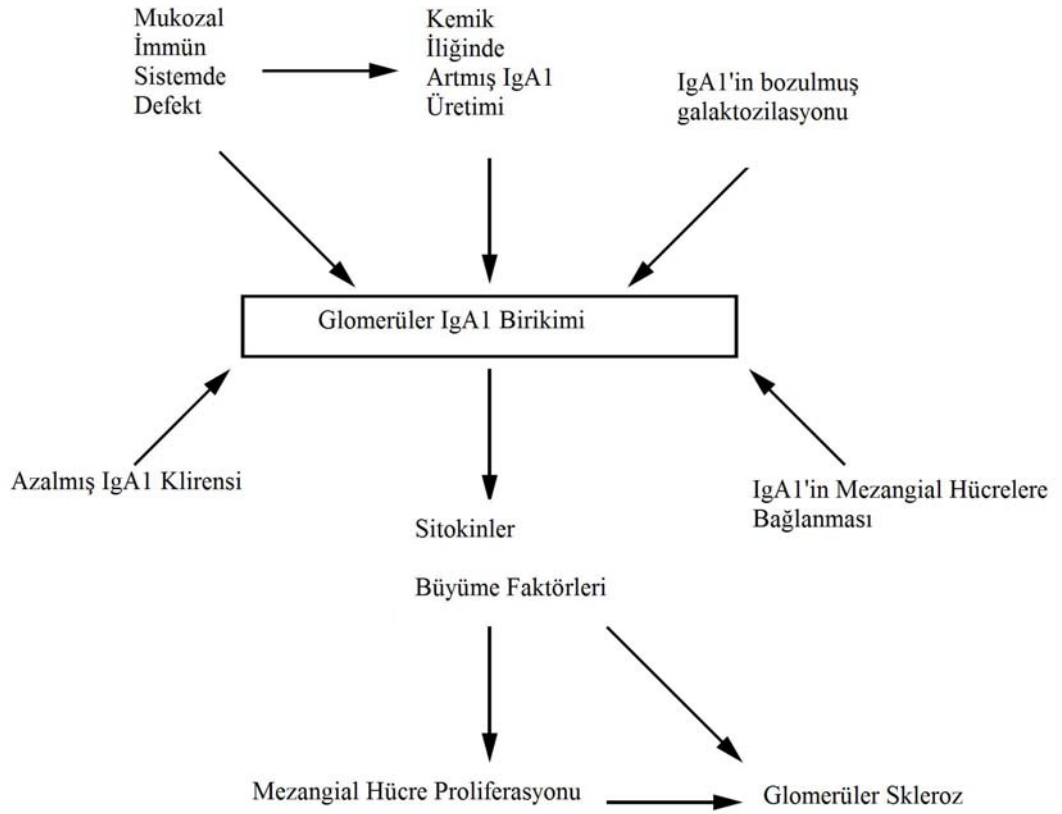 Mukozal
İmmün
Sistemde
Defekt
Kemik
İliğinde
Artmış IgA1
Üretimi
IgA1'in bozulmuş
galaktozilasyonu
Glomerüler IgA1 Birikimi
Azalmış IgA1 Klirensi
IgA1'in Mezangial Hücrelere
Bağlanması
Sitokinler
Büyüme Faktörleri
Mezangial Hücre Proliferasyonu
Glomerüler Skleroz